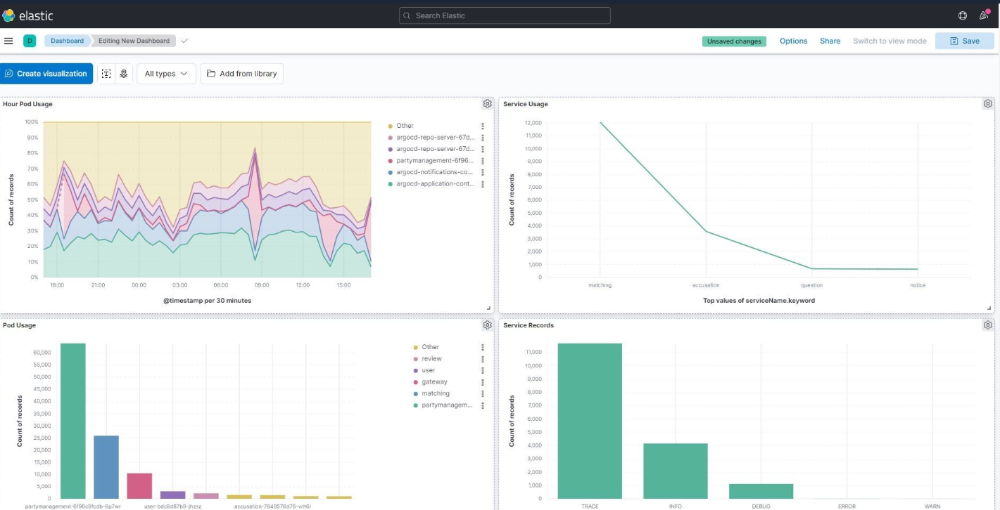 elastic
Search Elastic
D
Dashboard
Editing New Dashboard
Unsaved changes
Options
Share
Switch to view mode
Save
Create visualization
All types
Add from library
Hour Pod Usage
100%
90%
80%
70%
60%
50%
40%
30%
20%
10%
0%
Count of records
18:00 21:00 00:00 03:00 06:00 09:00 12:00 15:00
@timestamp per 30 minutes
Other
argocd-repo-server-67d...
argocd-repo-server-67d...
partymanagement-6f96...
argocd-notifications-co...
argocd-application-cont...
Service Usage
12,000
11,000
10,000
9,000
8,000
7,000
6,000
5,000
4,000
3,000
2,000
1,000
0
Count of records
matching accusation question notice
Top values of serviceName.keyword
Pod Usage
60,000
55,000
50,000
45,000
40,000
35,000
30,000
25,000
20,000
15,000
10,000
5,000
0
Count of records
partymanagement-6f96c9fcdb-6p7wr user-bdc8d87b9-jhzsz accusation-7649576d76-vrh6l
Other
review
user
gateway
matching
partymanagem...
Service Records
11,000
10,000
9,000
8,000
7,000
6,000
5,000
4,000
3,000
2,000
1,000
0
Count of records
TRACE INFO DEBUG ERROR WARN